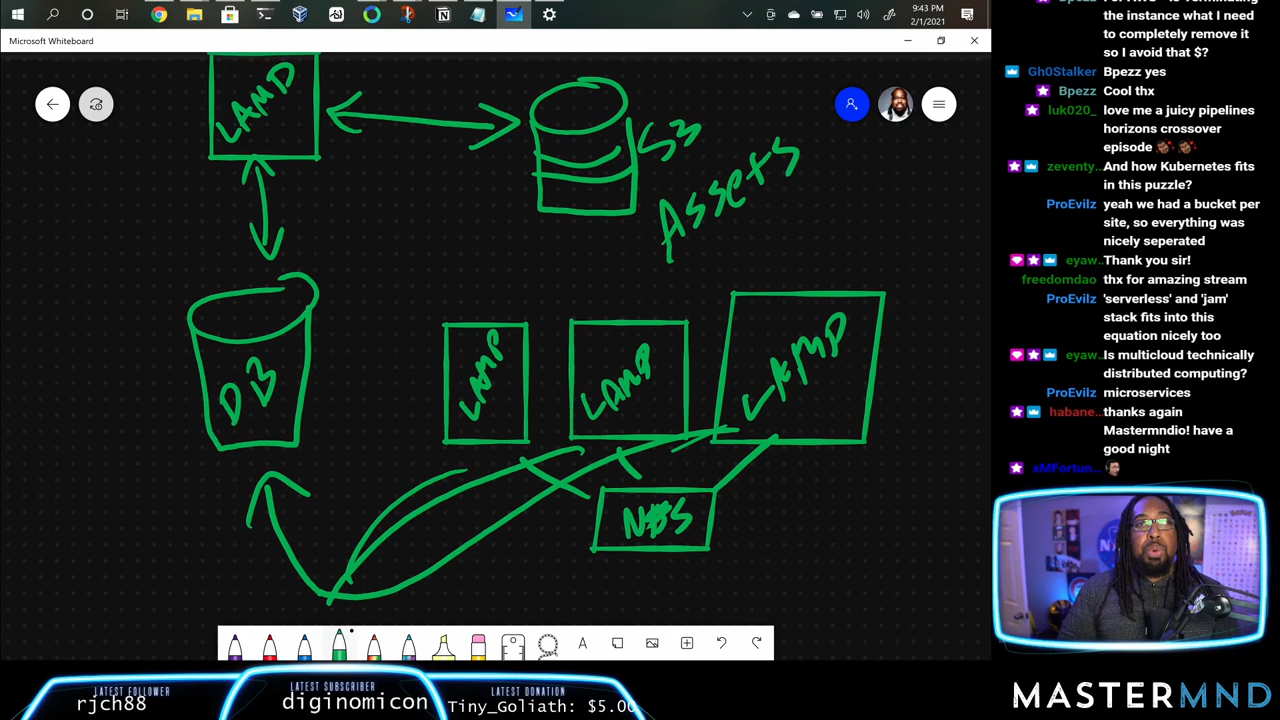 9:43 PM
2/1/2021
Microsoft Whiteboard
LAMP
S3
Assets
DB
LAMP
LAMP
LAMP
the instance what I need
to completely remove it
so I avoid that $?
Gh0Stalker Bpezz yes
Bpezz Cool thx
luk020_ love me a juicy pipelines
horizons crossover
episode
zeventy... And how Kubernetes fits
in this puzzle?
ProEvilz yeah we had a bucket per
site, so everything was
nicely seperated
eyaw... Thank you sir!
freedomdao thx for amazing stream
ProEvilz 'serverless' and 'jam'
stack fits into this
equation nicely too
eyaw... Is multicloud technically
distributed computing?
ProEvilz microservices
habane... thanks again
Mastermndio! have a
good night
xMFortun...
A
LATEST FOLLOWER
rjch88
LATEST SUBSCRIBER
diginomicon
LATEST DONATION
Tiny_Goliath: $5.00
MASTERMND